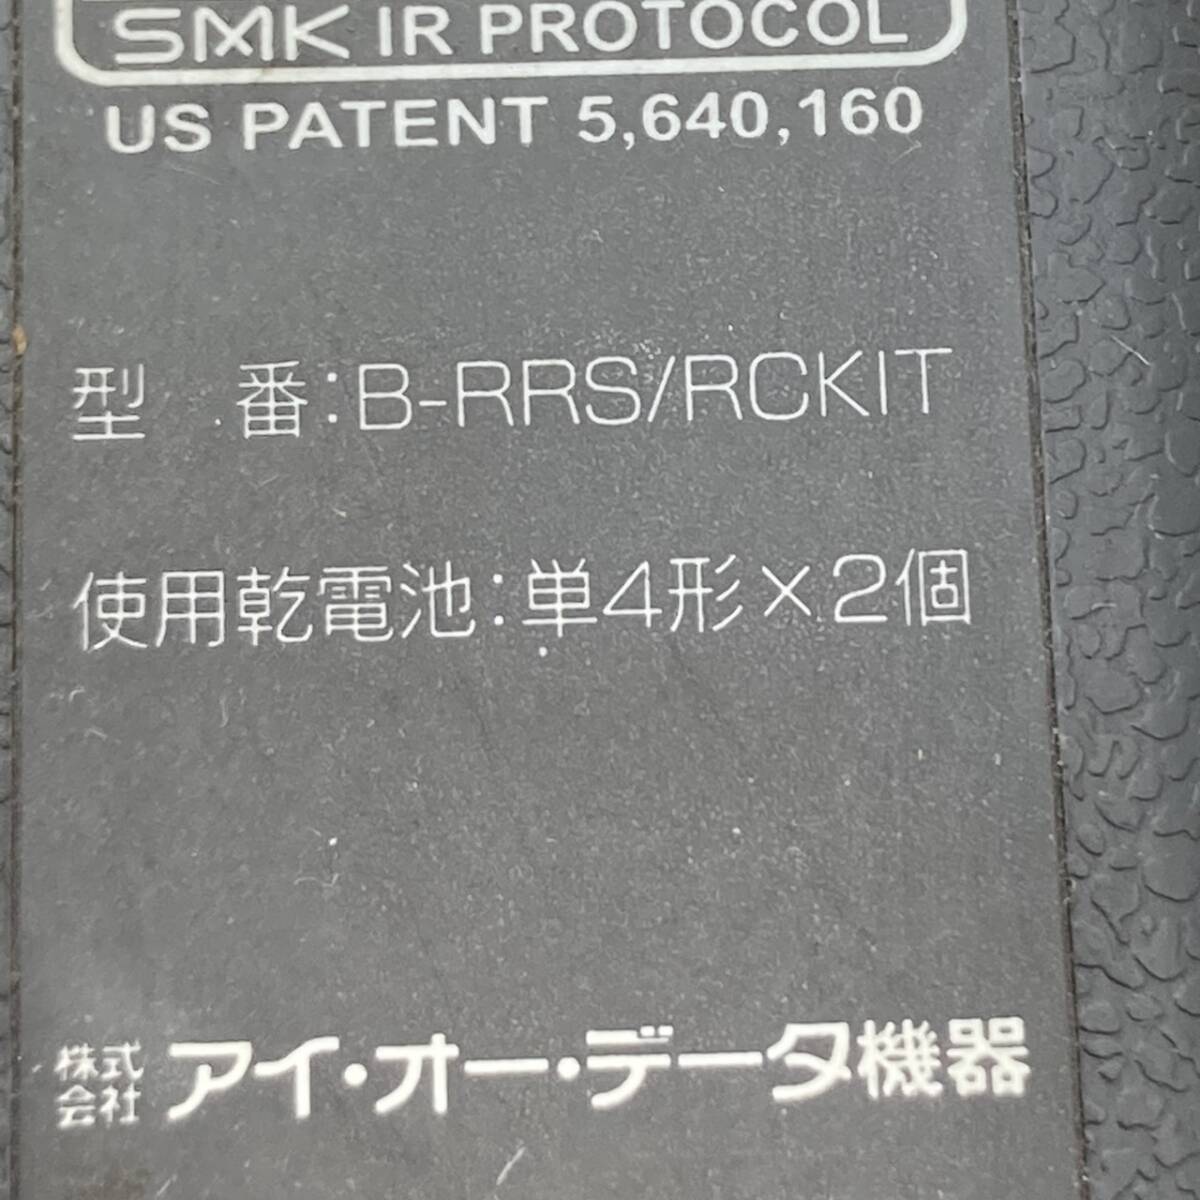 SMK IR PROTOCOL
US PATENT 5,640,160
型　番:B-RRS/RCKIT
使用乾電池:単4形×2個
株式会社 アイ・オー・データ機器